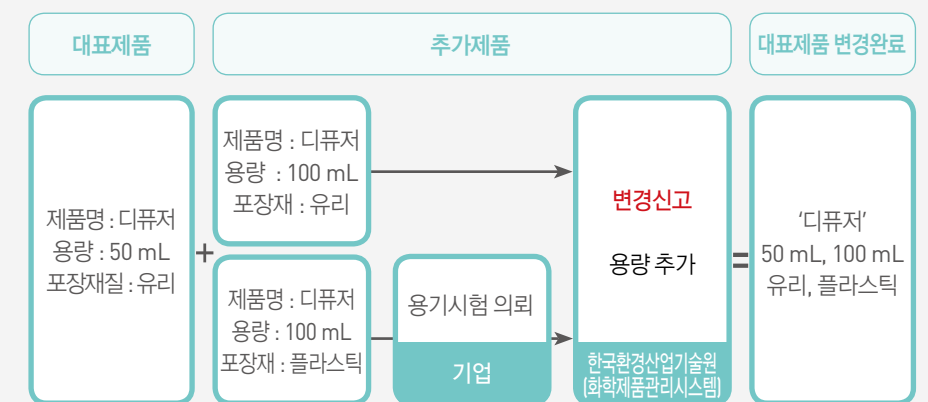 대표제품
추가제품
대표제품 변경완료
제품명 : 디퓨저
용량 : 50 mL
포장재질 : 유리
+
제품명 : 디퓨저
용량 : 100 mL
포장재 : 유리
제품명 : 디퓨저
용량 : 100 mL
포장재 : 플라스틱
용기시험 의뢰
기업
변경신고
용량 추가
한국환경산업기술원
(화학제품관리시스템)
=
‘디퓨저’
50 mL, 100 mL
유리, 플라스틱